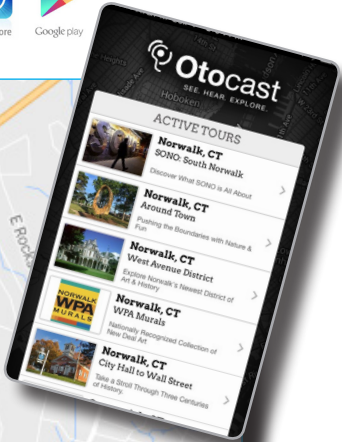 ore
Google play
Otocast
SEE. HEAR. EXPLORE.
Hoboken
ACTIVE TOURS
Norwalk, CT
SONO: South Norwalk
Discover What SONO is All About
Norwalk, CT
Around Town
Pushing the Boundaries with Nature &
Fun
Norwalk, CT
West Avenue District
Explore Norwalk's Newest District of
Art & History
NORWALK
WPA
MURALS
Norwalk, CT
WPA Murals
Nationally Recognized Collection of
New Deal Art
Norwalk, CT
City Hall to Wall Street
Take a Stroll Through Three Centuries
of History.
E Rock